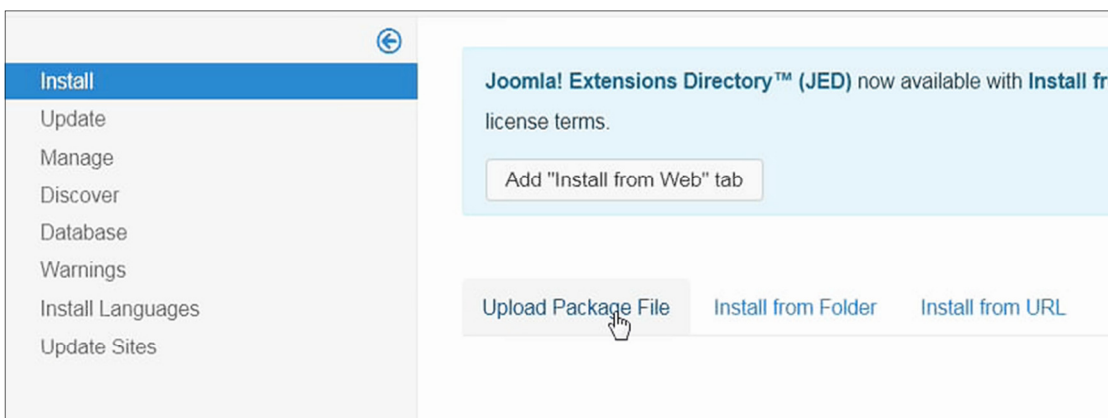 Install
Update
Manage
Discover
Database
Warnings
Install Languages
Update Sites
Joomla! Extensions Directory™ (JED) now available with Install fr
license terms.
Add "Install from Web" tab
Upload Package File
Install from Folder
Install from URL